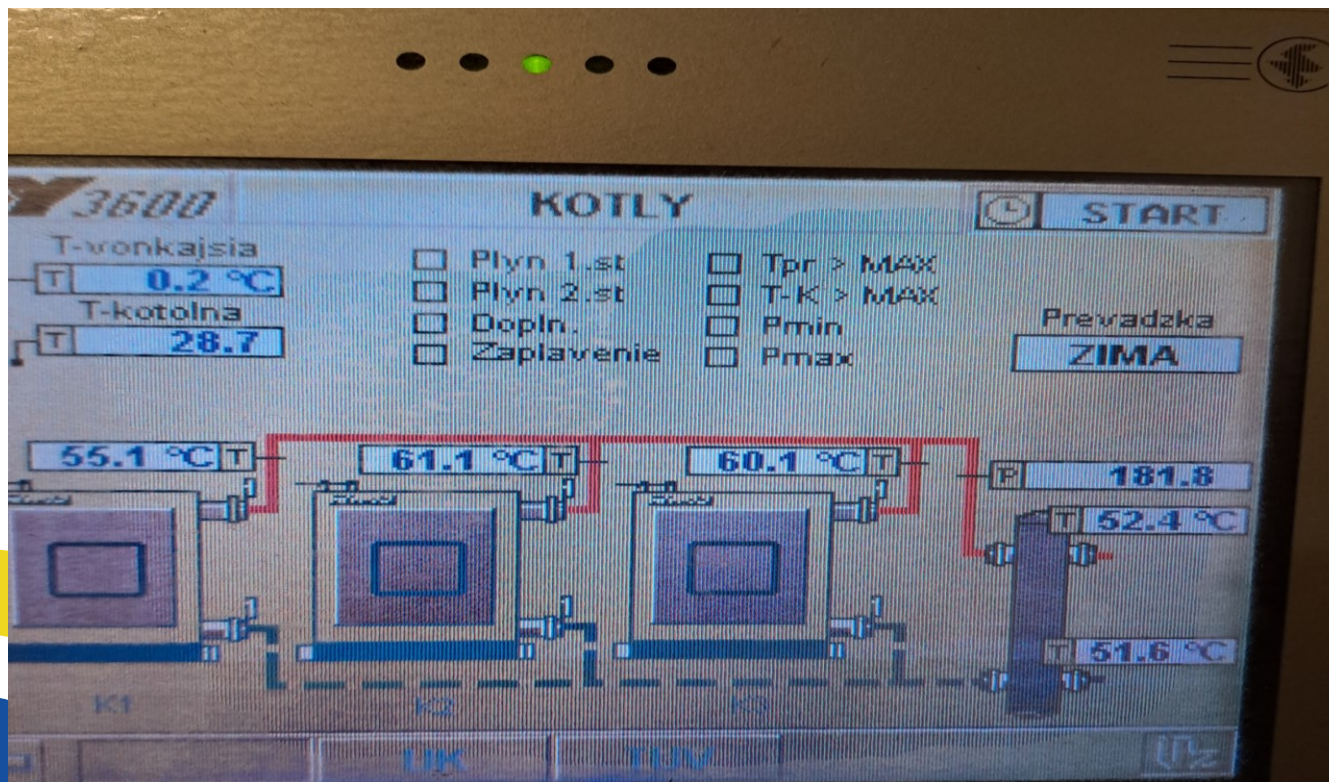 3600 KOTLY START
T-vonkajsia
T 0.2 °C
T-kotolna
T 28.7
Plyn 1.st
Plyn 2.st
Dopln.
Zaplavenie
Tpr > MAX
T-K > MAX
Pmin
Pmax
Prevadzka
ZIMA
55.1 °C T
61.1 °C T
60.1 °C T
P 181.8
T 52.4 °C
T 51.6 °C
K1 K2 K3
UK TUV